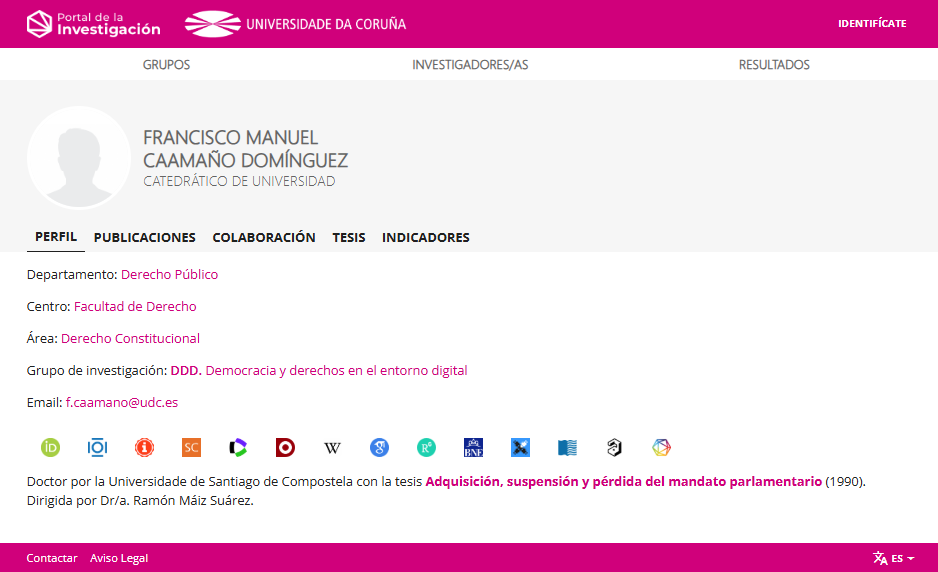 Portal de la
Investigación
UNIVERSIDADE DA CORUÑA
IDENTIFÍCATE
GRUPOS
INVESTIGADORES/AS
RESULTADOS
FRANCISCO MANUEL
CAAMAÑO DOMÍNGUEZ
CATEDRÁTICO DE UNIVERSIDAD
PERFIL
PUBLICACIONES
COLABORACIÓN
TESIS
INDICADORES
Departamento: Derecho Público
Centro: Facultad de Derecho
Área: Derecho Constitucional
Grupo de investigación: DDD. Democracia y derechos en el entorno digital
Email: f.caamano@udc.es
iD
SC
W
R⁶
BNE
Doctor por la Universidade de Santiago de Compostela con la tesis Adquisición, suspensión y pérdida del mandato parlamentario (1990).
Dirigida por Dr/a. Ramón Máiz Suárez.
Contactar
Aviso Legal
ES